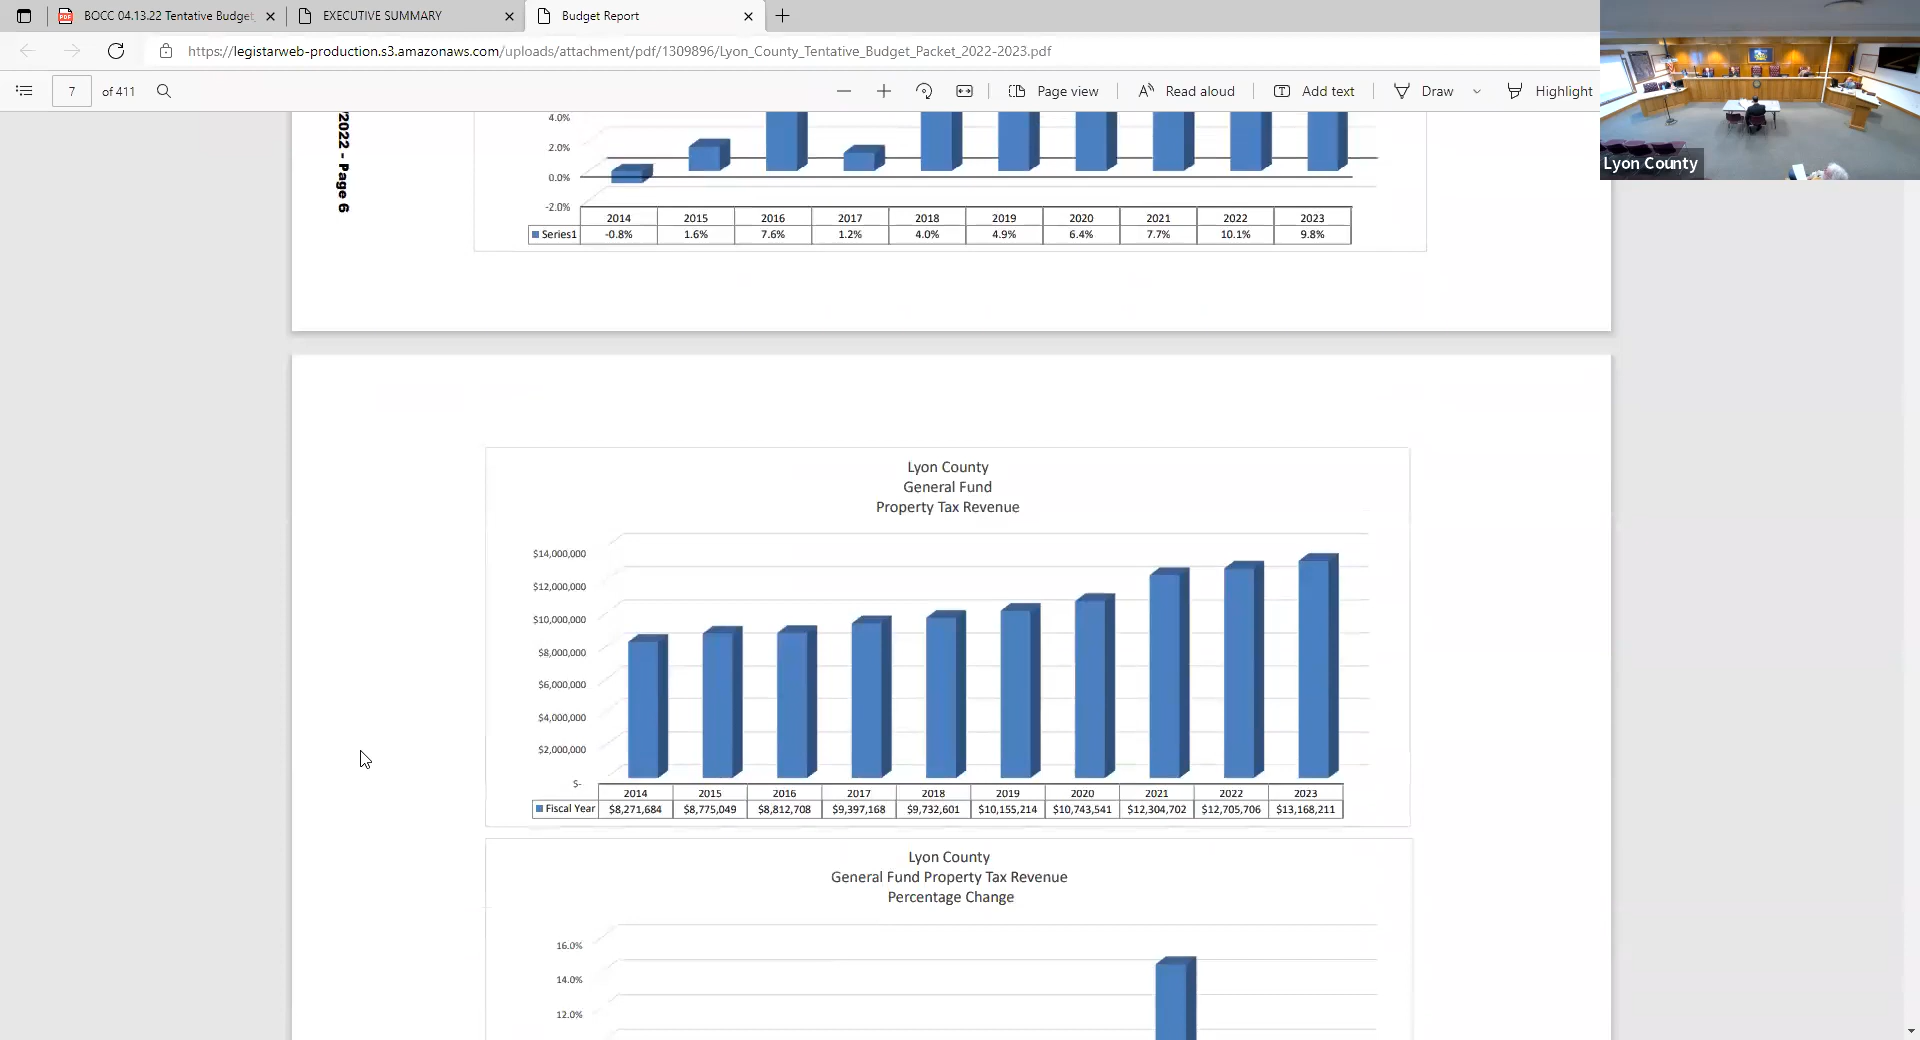 BOCC 04.13.22 Tentative Budget
EXECUTIVE SUMMARY
Budget Report
https://legistarweb-production.s3.amazonaws.com/uploads/attachment/pdf/1309896/Lyon_County_Tentative_Budget_Packet_2022-2023.pdf
7 of 411
Page view
Read aloud
Add text
Draw
Highlight
Lyon County
/2022 - Page 6
4.0%
2.0%
0.0%
-2.0%
2014 2015 2016 2017 2018 2019 2020 2021 2022 2023
Series1 -0.8% 1.6% 7.6% 1.2% 4.0% 4.9% 6.4% 7.7% 10.1% 9.8%
Lyon County
General Fund
Property Tax Revenue
$14,000,000
$12,000,000
$10,000,000
$8,000,000
$6,000,000
$4,000,000
$2,000,000
$-
2014 2015 2016 2017 2018 2019 2020 2021 2022 2023
Fiscal Year $8,271,684 $8,775,049 $8,812,708 $9,397,168 $9,732,601 $10,155,214 $10,743,541 $12,304,702 $12,705,706 $13,168,211
Lyon County
General Fund Property Tax Revenue
Percentage Change
16.0%
14.0%
12.0%